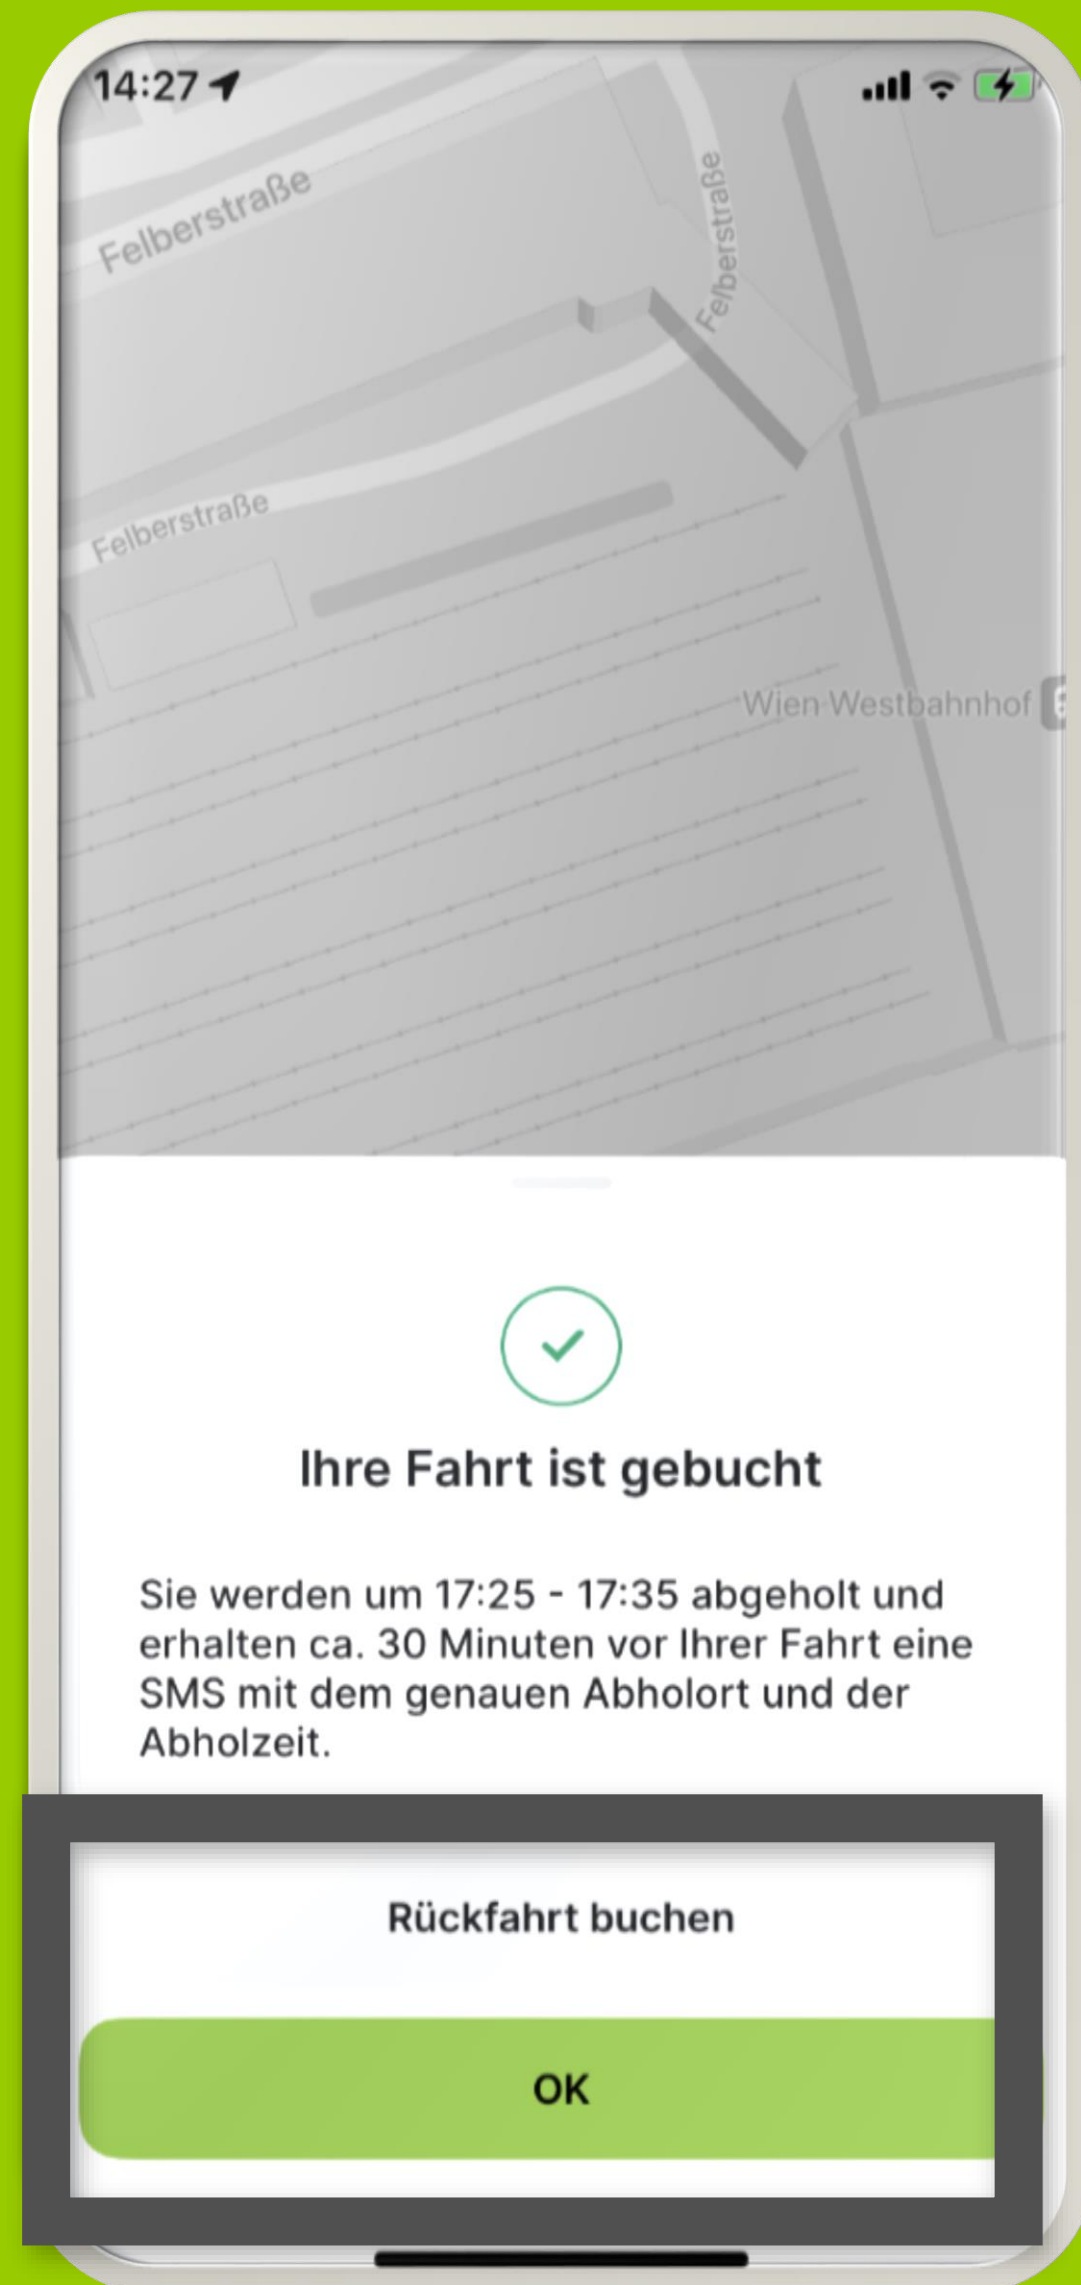 14:27
Felberstraße
Felberstraße
Felberstraße
Wien Westbahnhof
Ihre Fahrt ist gebucht
Sie werden um 17:25 - 17:35 abgeholt und
erhalten ca. 30 Minuten vor Ihrer Fahrt eine
SMS mit dem genauen Abholort und der
Abholzeit.
Rückfahrt buchen
OK